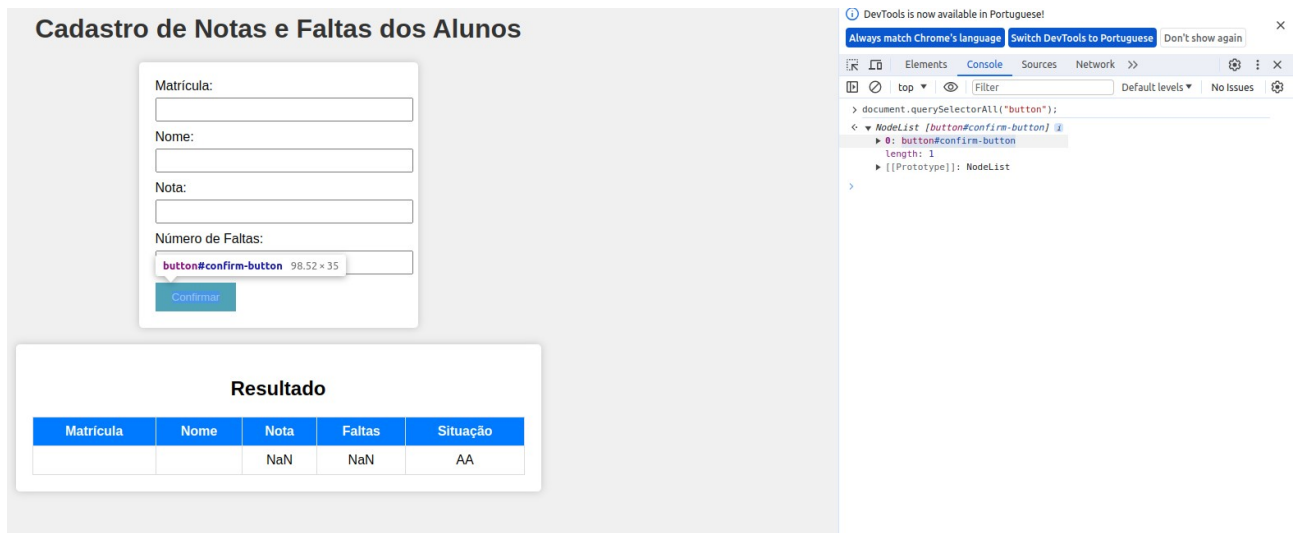 Cadastro de Notas e Faltas dos Alunos
Matrícula:
Nome:
Nota:
Número de Faltas:
button#confirm-button 98.52 × 35
Confirmar
Resultado
Matrícula Nome Nota Faltas Situação
NaN NaN AA
DevTools is now available in Portuguese!
Always match Chrome's language Switch DevTools to Portuguese Don't show again
Elements Console Sources Network
top Filter Default levels No Issues
document.querySelectorAll("button");
NodeList [button#confirm-button]
0: button#confirm-button
length: 1
[[Prototype]]: NodeList